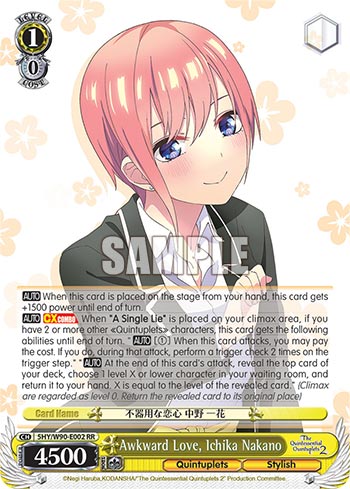 LEVEL
1
0
COST
SAMPLE
AUTO When this card is placed on the stage from your hand, this card gets
+1500 power until end of turn.
AUTO CXCOMBO When "A Single Lie" is placed on your climax area, if you
have 2 or more other «Quintuplets» characters, this card gets the following
abilities until end of turn. "AUTO [(1)] When this card attacks, you may pay
the cost. If you do, during this attack, perform a trigger 2 times on the
trigger step." "AUTO At the end of this card's attack, reveal the top card
of your deck, choose 1 level X or lower character in your waiting room, and
return it to your hand. X is equal to the level of the revealed card." (Climax
are regarded as level 0. Return the revealed card to its original place)
Card Name
不器用な恋心 中野 一花
CH 5HY/W90-E002 RR
Awkward Love, Ichika Nakano
The Quintessential Quintuplets 2
4500
Quintuplets
Stylish
©Negi Haruba,KODANSHA/"The Quintessential Quintuplets 2" Production Committee.